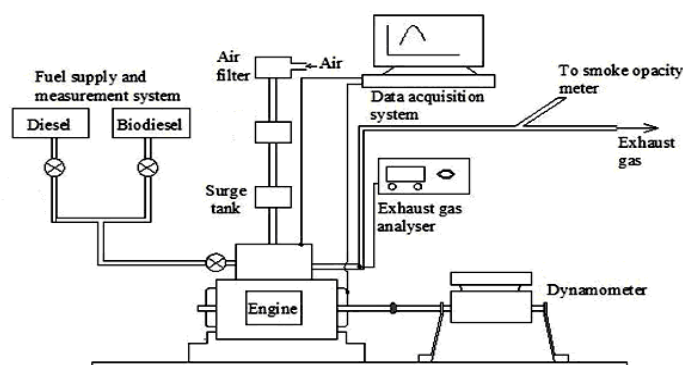 Fuel supply and
measurement system
Diesel
Biodiesel
Air
filter
Air
Surge
tank
Data acquisition
system
To smoke opacity
meter
Exhaust
gas
Exhaust gas
analyser
Engine
Dynamometer